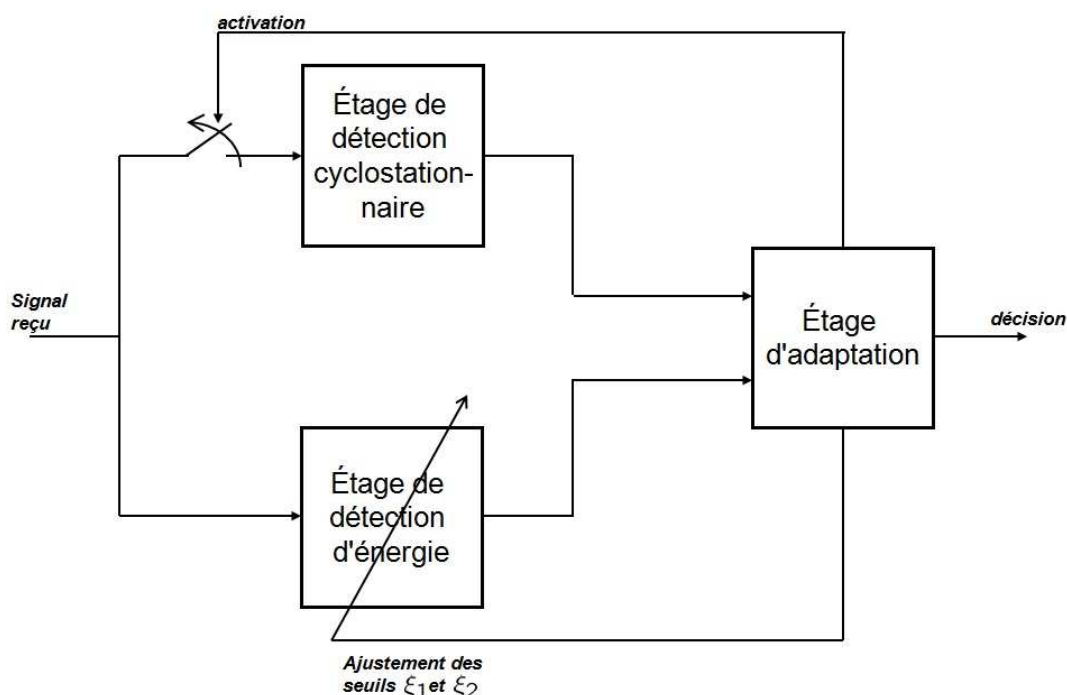 activation
Étage de
détection
cyclostation-
naire
Signal
reçu
Étage
d'adaptation
décision
Étage de
détection
d'énergie
Ajustement des
seuils ξ1 et ξ2